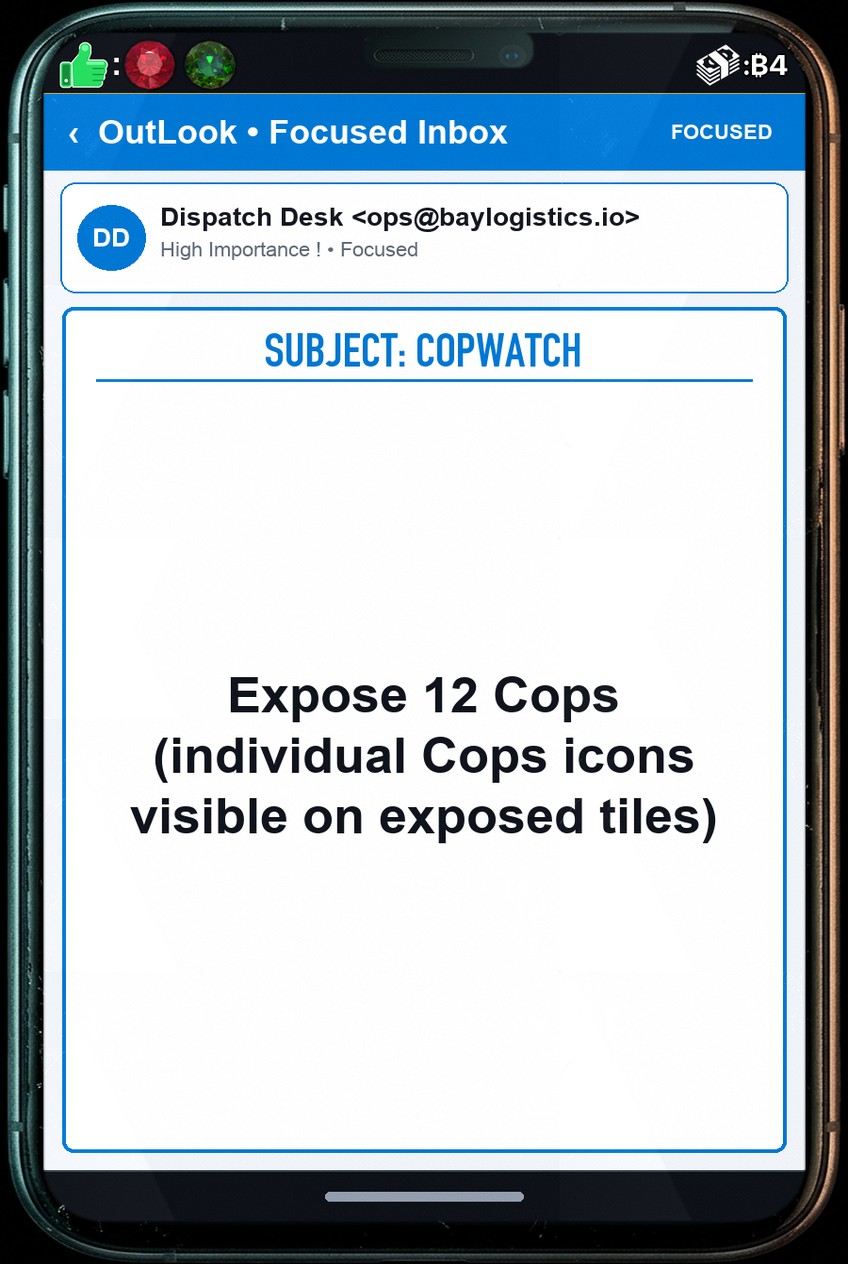 : :B4
‹ OutLook • Focused Inbox FOCUSED
DD
Dispatch Desk <ops@baylogistics.io>
High Importance ! • Focused
SUBJECT: COPWATCH
Expose 12 Cops
(individual Cops icons
visible on exposed tiles)